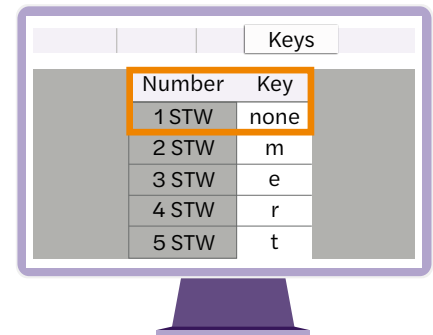 Keys
Number Key
1 STW none
2 STW m
3 STW e
4 STW r
5 STW t